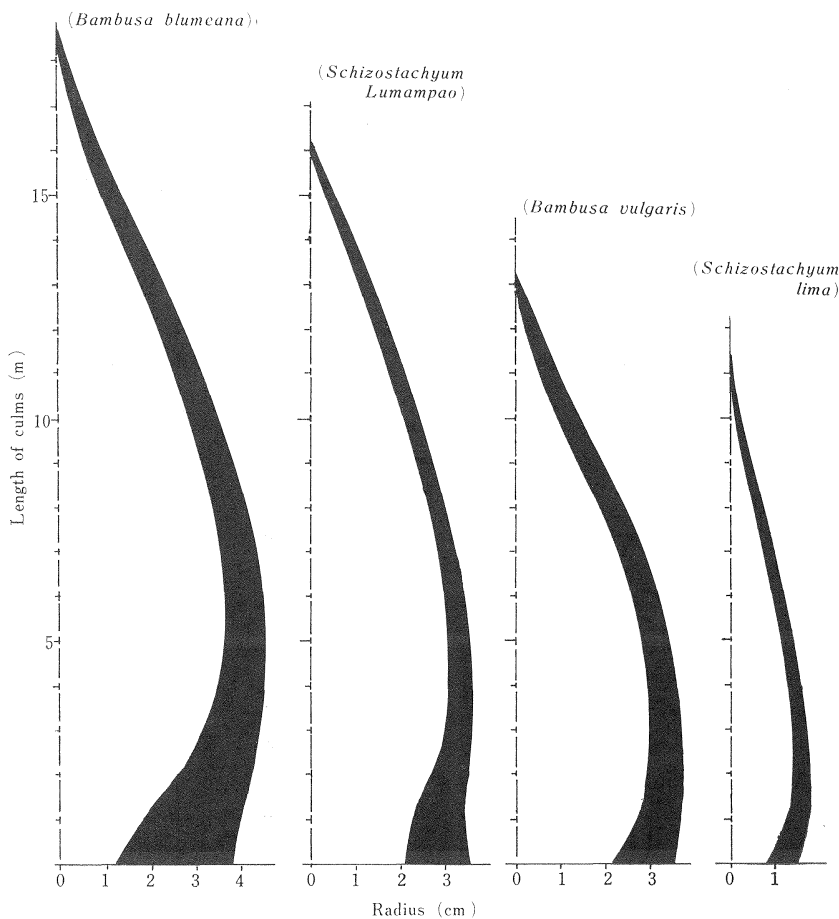 (Bambusa blumeana)
(Schizostachyum
Lumampao)
(Bambusa vulgaris)
(Schizostachyum
lima)
15
10
5
Length of culms (m)
0 1 2 3 4
0 1 2 3
0 1 2 3
0 1
Radius (cm)